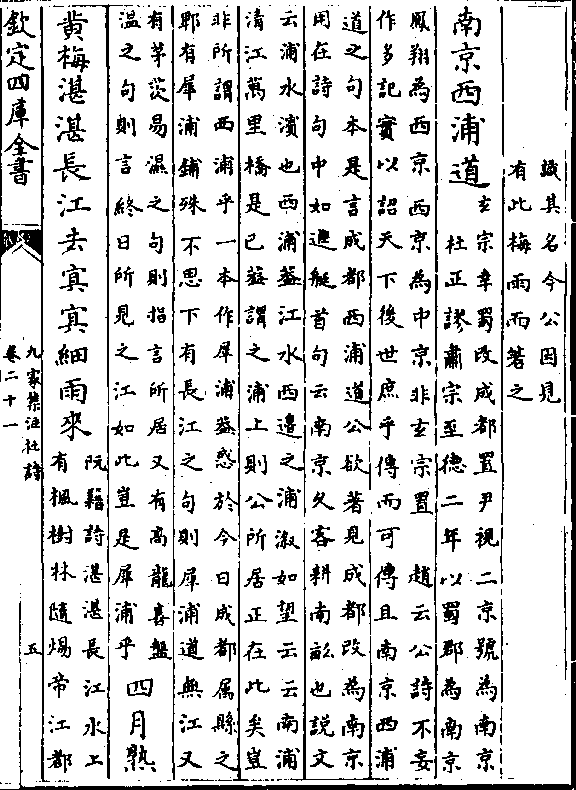 識其名今公因見
有此梅雨而著之
南京西浦道
玄宗幸蜀改成都置尹視二京號為南京
杜正謬肅宗至德二年以蜀郡為南京
鳳翔為西京西京為中京非玄宗置 趙云公詩不妄
作多記實以詔天下後世庶乎傳而可傳且南京西浦
道之句本是言成都西浦道公欲著見成都改為南京
用在詩句中如進艇首句云南京久客耕南畝也說文
云浦水濱也西浦葢江水西邊之浦溆如望云云南浦
清江萬里橋是已葢謂之浦上則公所居正在此矣豈
非所謂西浦乎一本作犀浦葢惑於今日成都属縣之
郫有犀浦鋪殊不思下有長江之句則犀浦道無江又
有茅茨易濕之句則指言所居又有高龍喜盤
温之句則言終日所見之江如此豈是犀浦乎
四月熟
黄梅湛湛長江去冥冥細雨來
阮籍詩湛湛長江水上
有楓樹林隨煬帝江都
欽定四庫全書
九家集注杜詩
卷二十一
五